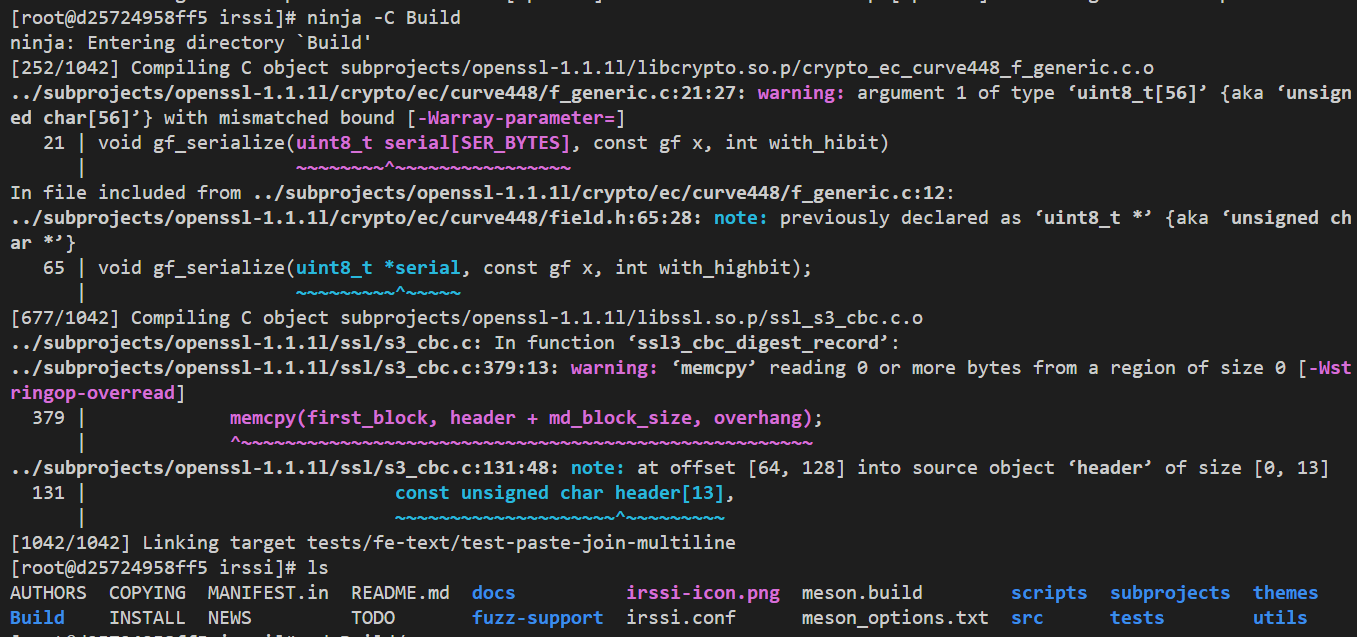 [root@d25724958ff5 irssi]# ninja -C Build
ninja: Entering directory `Build'
[252/1042] Compiling C object subprojects/openssl-1.1.1l/libcrypto.so.p/crypto_ec_curve448_f_generic.c.o
../subprojects/openssl-1.1.1l/crypto/ec/curve448/f_generic.c:21:27: warning: argument 1 of type ‘uint8_t[56]’ {aka ‘unsign
ed char[56]’} with mismatched bound [-Warray-parameter=]
   21 | void gf_serialize(uint8_t serial[SER_BYTES], const gf x, int with_hibit)
      |                   ~~~~~~~~^~~~~~~~~~~~~~~~~
In file included from ../subprojects/openssl-1.1.1l/crypto/ec/curve448/f_generic.c:12:
../subprojects/openssl-1.1.1l/crypto/ec/curve448/field.h:65:28: note: previously declared as ‘uint8_t *’ {aka ‘unsigned ch
ar *’}
   65 | void gf_serialize(uint8_t *serial, const gf x, int with_highbit);
      |                   ~~~~~~~~~^~~~~~
[677/1042] Compiling C object subprojects/openssl-1.1.1l/libssl.so.p/ssl_s3_cbc.c.o
../subprojects/openssl-1.1.1l/ssl/s3_cbc.c: In function ‘ssl3_cbc_digest_record’:
../subprojects/openssl-1.1.1l/ssl/s3_cbc.c:379:13: warning: ‘memcpy’ reading 0 or more bytes from a region of size 0 [-Wst
ringop-overread]
  379 |             memcpy(first_block, header + md_block_size, overhang);
      |             ^~~~~~~~~~~~~~~~~~~~~~~~~~~~~~~~~~~~~~~~~~~~~~~~~~~~~
../subprojects/openssl-1.1.1l/ssl/s3_cbc.c:131:48: note: at offset [64, 128] into source object ‘header’ of size [0, 13]
  131 |                            const unsigned char header[13],
      |                            ~~~~~~~~~~~~~~~~~~~~^~~~~~~~~~
[1042/1042] Linking target tests/fe-text/test-paste-join-multiline
[root@d25724958ff5 irssi]# ls
AUTHORS  COPYING  MANIFEST.in  README.md  docs          irssi-icon.png  meson.build        scripts  subprojects  themes
Build    INSTALL  NEWS         TODO       fuzz-support  irssi.conf      meson_options.txt  src      tests        utils